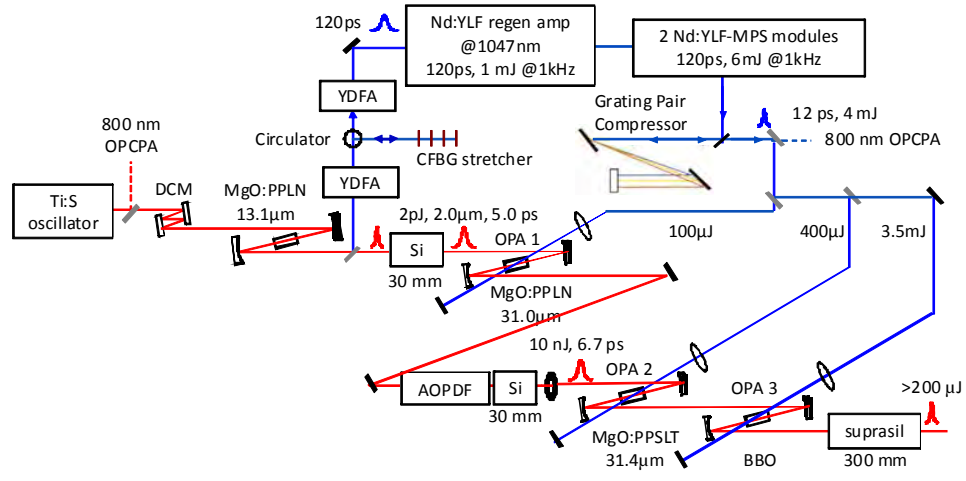 120ps
Nd:YLF regen amp
@1047nm
120ps, 1 mJ @1kHz
2 Nd:YLF-MPS modules
120ps, 6mJ @1kHz
YDFA
Grating Pair
Compressor
12 ps, 4 mJ
800 nm OPCPA
800 nm
OPCPA
Circulator
CFBG stretcher
YDFA
Ti:S
oscillator
DCM
MgO:PPLN
13.1μm
2pJ, 2.0μm, 5.0 ps
Si
30 mm
OPA 1
MgO:PPLN
31.0μm
100μJ
400μJ
3.5mJ
10 nJ, 6.7 ps
AOPDF
Si
30 mm
OPA 2
MgO:PPSLT
31.4μm
OPA 3
BBO
>200 μJ
suprasil
300 mm